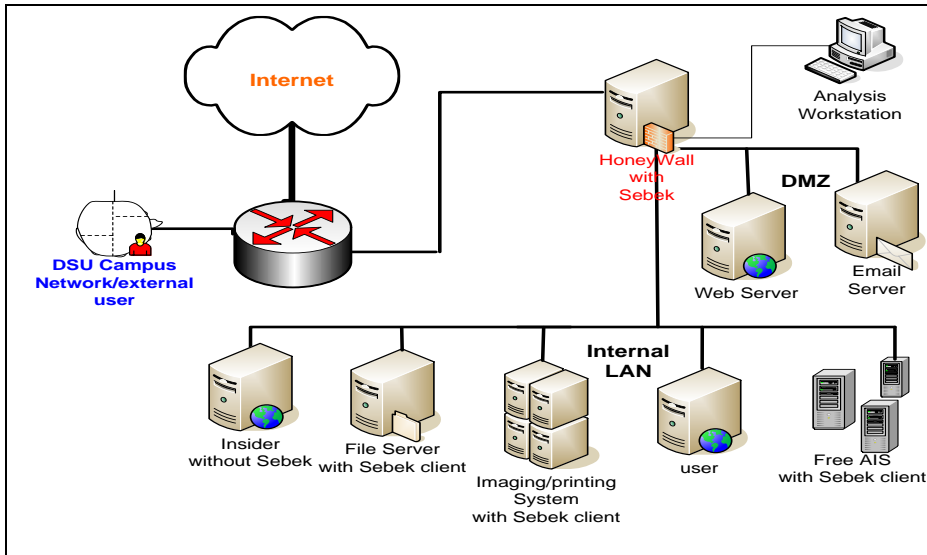 Internet
Analysis
Workstation
HoneyWall
with
Sebek
DMZ
DSU Campus
Network/external
user
Web Server
Email
Server
Internal
LAN
Insider
without Sebek
File Server
with Sebek client
Imaging/printing
System
with Sebek client
user
Free AIS
with Sebek client